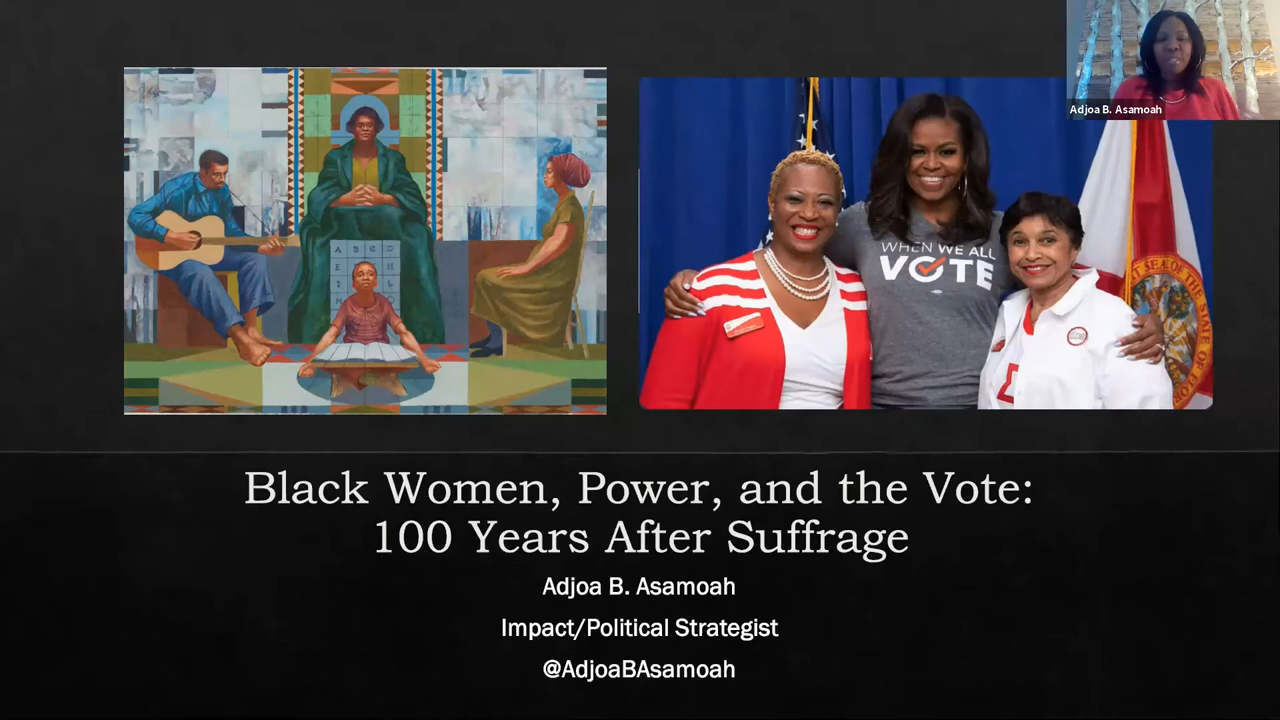 Adjoa B. Asamoah
WHEN WE ALL
VOTE
A B C D
Black Women, Power, and the Vote:
100 Years After Suffrage
Adjoa B. Asamoah
Impact/Political Strategist
@AdjoaBAsamoah